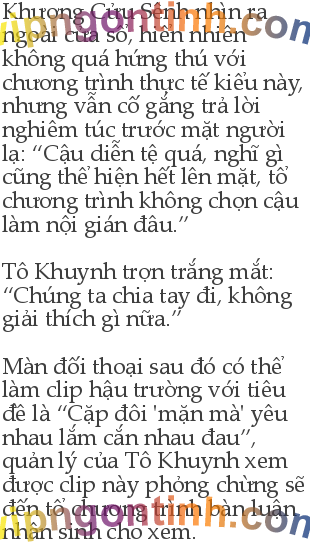 Khương Cửu Sênh nhìn ra
ngoài cửa sổ, hiển nhiên
không quá hứng thú với
chương trình thực tế kiểu này,
nhưng vẫn cố gắng trả lời
nghiêm túc trước mặt người
lạ: “Cậu diễn tệ quá, nghĩ gì
cũng thể hiện hết lên mặt, tổ
chương trình không chọn cậu
làm nội gián đâu.”
Tô Khuynh trợn trắng mắt:
“Chúng ta chia tay đi, không
giải thích gì nữa.”
Màn đối thoại sau đó có thể
làm clip hậu trường với tiêu
đề là “Cặp đôi 'mặn mà' yêu
nhau lắm cắn nhau đau”,
quản lý của Tô Khuynh xem
được clip này phỏng chừng sẽ
đến tổ chương trình bàn luận
nhân sinh cho xem.